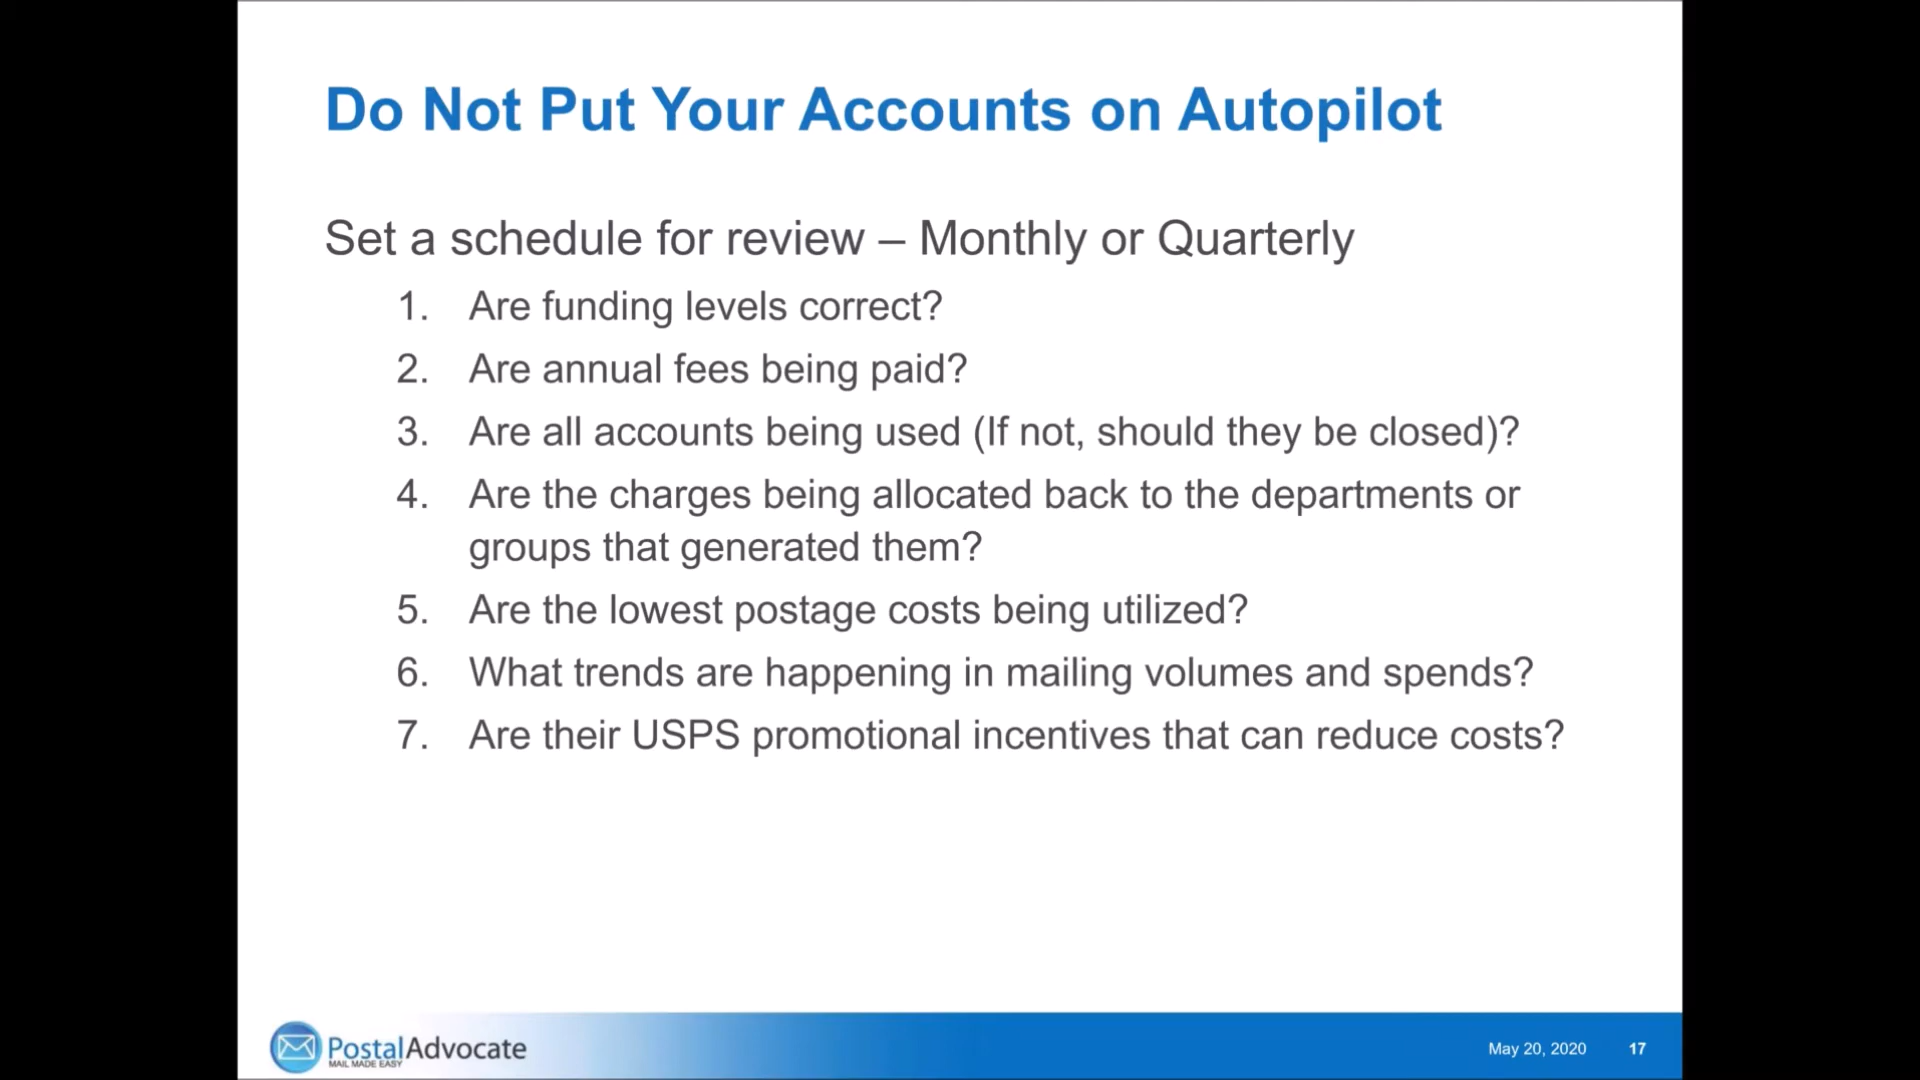 Do Not Put Your Accounts on Autopilot
Set a schedule for review – Monthly or Quarterly
1. Are funding levels correct?
2. Are annual fees being paid?
3. Are all accounts being used (If not, should they be closed)?
4. Are the charges being allocated back to the departments or
groups that generated them?
5. Are the lowest postage costs being utilized?
6. What trends are happening in mailing volumes and spends?
7. Are their USPS promotional incentives that can reduce costs?
PostalAdvocate
MAIL MADE EASY
May 20, 2020 17